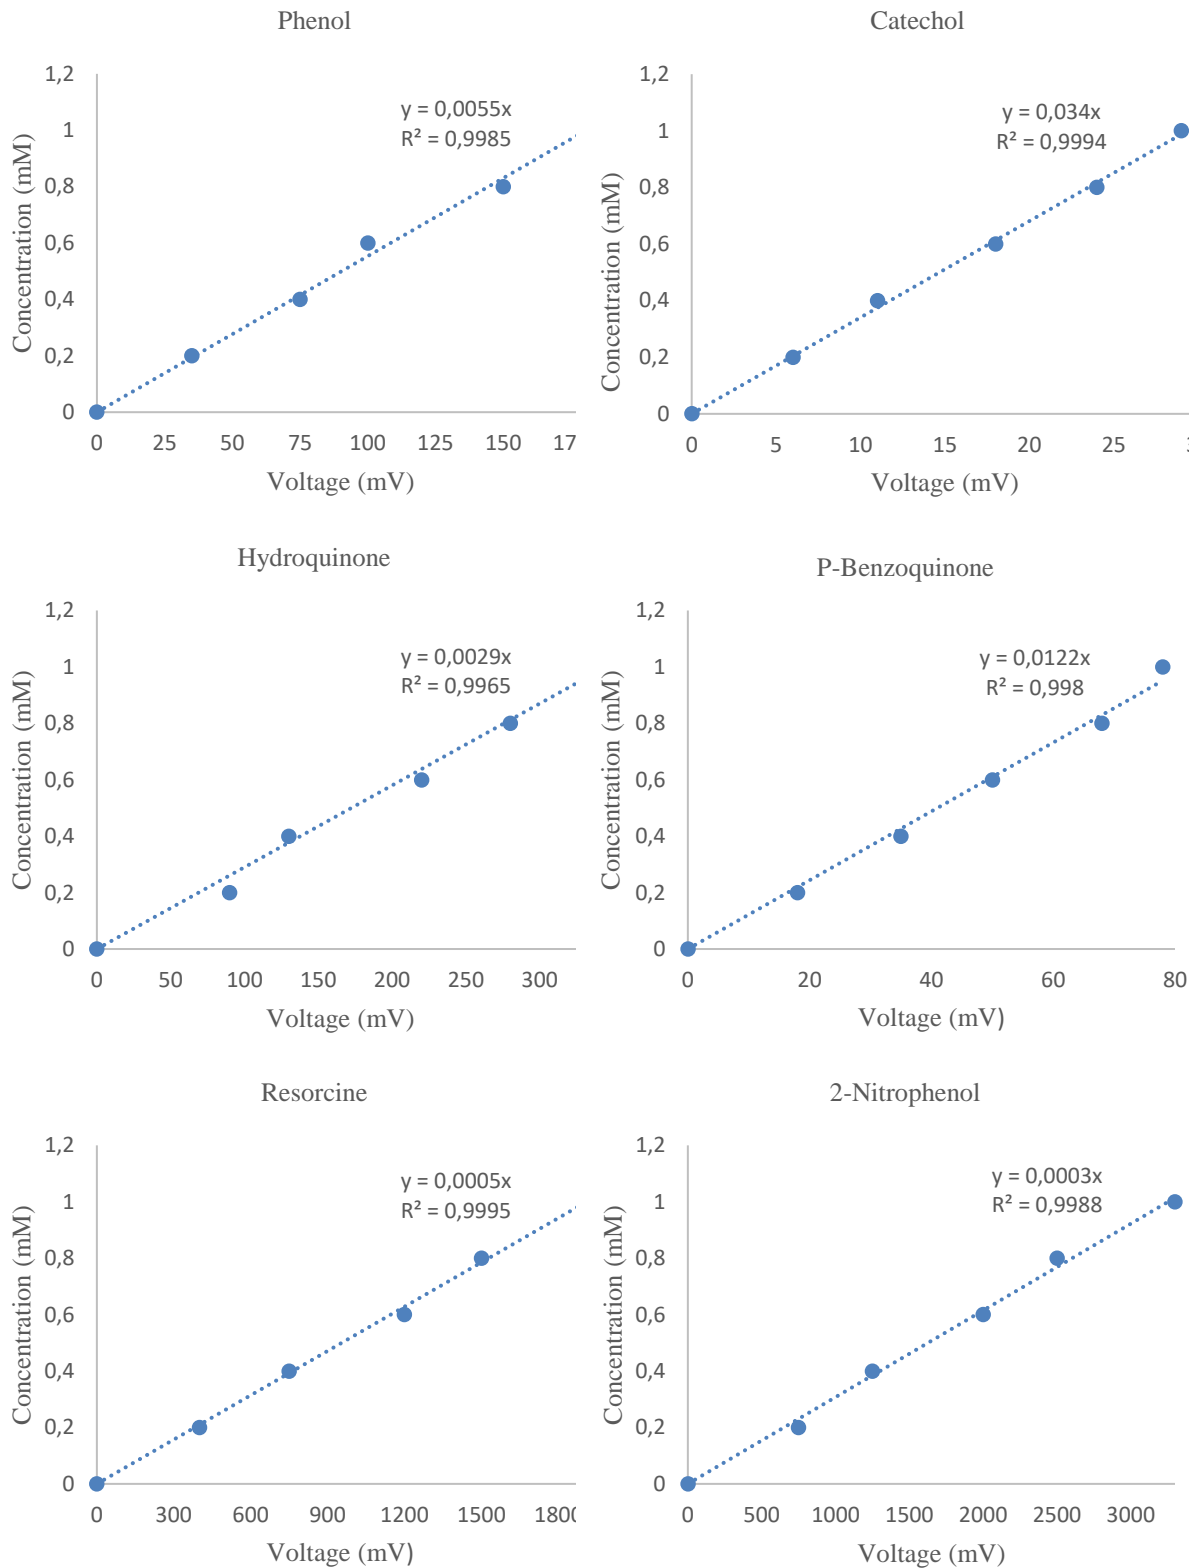 Phenol
1,2
1
0,8
0,6
0,4
0,2
0
y = 0,0055x
R² = 0,9985
Concentration (mM)
0 25 50 75 100 125 150 17
Voltage (mV)
Catechol
1,2
1
0,8
0,6
0,4
0,2
0
y = 0,034x
R² = 0,9994
Concentration (mM)
0 5 10 15 20 25
Voltage (mV)
Hydroquinone
1,2
1
0,8
0,6
0,4
0,2
0
y = 0,0029x
R² = 0,9965
Concentration (mM)
0 50 100 150 200 250 300
Voltage (mV)
P-Benzoquinone
1,2
1
0,8
0,6
0,4
0,2
0
y = 0,0122x
R² = 0,998
Concentration (mM)
0 20 40 60 80
Voltage (mV)
Resorcine
1,2
1
0,8
0,6
0,4
0,2
0
y = 0,0005x
R² = 0,9995
Concentration (mM)
0 300 600 900 1200 1500 1800
Voltage (mV)
2-Nitrophenol
1,2
1
0,8
0,6
0,4
0,2
0
y = 0,0003x
R² = 0,9988
Concentration (mM)
0 500 1000 1500 2000 2500 3000
Voltage (mV)